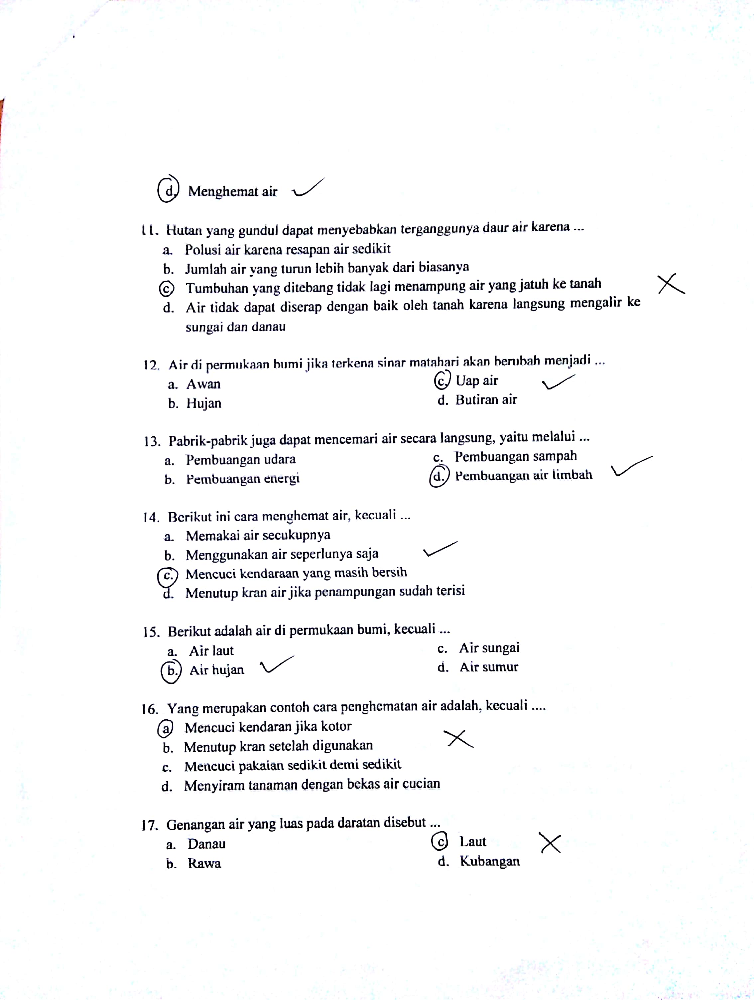 d. Menghemat air
11. Hutan yang gundul dapat menyebabkan terganggunya daur air karena ...
a. Polusi air karena resapan air sedikit
b. Jumlah air yang turun lebih banyak dari biasanya
c. Tumbuhan yang ditebang tidak lagi menampung air yang jatuh ke tanah
d. Air tidak dapat diserap dengan baik oleh tanah karena langsung mengalir ke
sungai dan danau
12. Air di permukaan bumi jika terkena sinar matahari akan berubah menjadi ...
a. Awan
c. Uap air
b. Hujan
d. Butiran air
13. Pabrik-pabrik juga dapat mencemari air secara langsung, yaitu melalui ...
a. Pembuangan udara
c. Pembuangan sampah
b. Pembuangan energi
d. Pembuangan air limbah
14. Berikut ini cara menghemat air, kecuali ...
a. Memakai air secukupnya
b. Menggunakan air seperlunya saja
c. Mencuci kendaraan yang masih bersih
d. Menutup kran air jika penampungan sudah terisi
15. Berikut adalah air di permukaan bumi, kecuali ...
a. Air laut
c. Air sungai
b. Air hujan
d. Air sumur
16. Yang merupakan contoh cara penghematan air adalah, kecuali ....
a. Mencuci kendaran jika kotor
b. Menutup kran setelah digunakan
c. Mencuci pakaian sedikit demi sedikit
d. Menyiram tanaman dengan bekas air cucian
17. Genangan air yang luas pada daratan disebut ...
a. Danau
c. Laut
b. Rawa
d. Kubangan